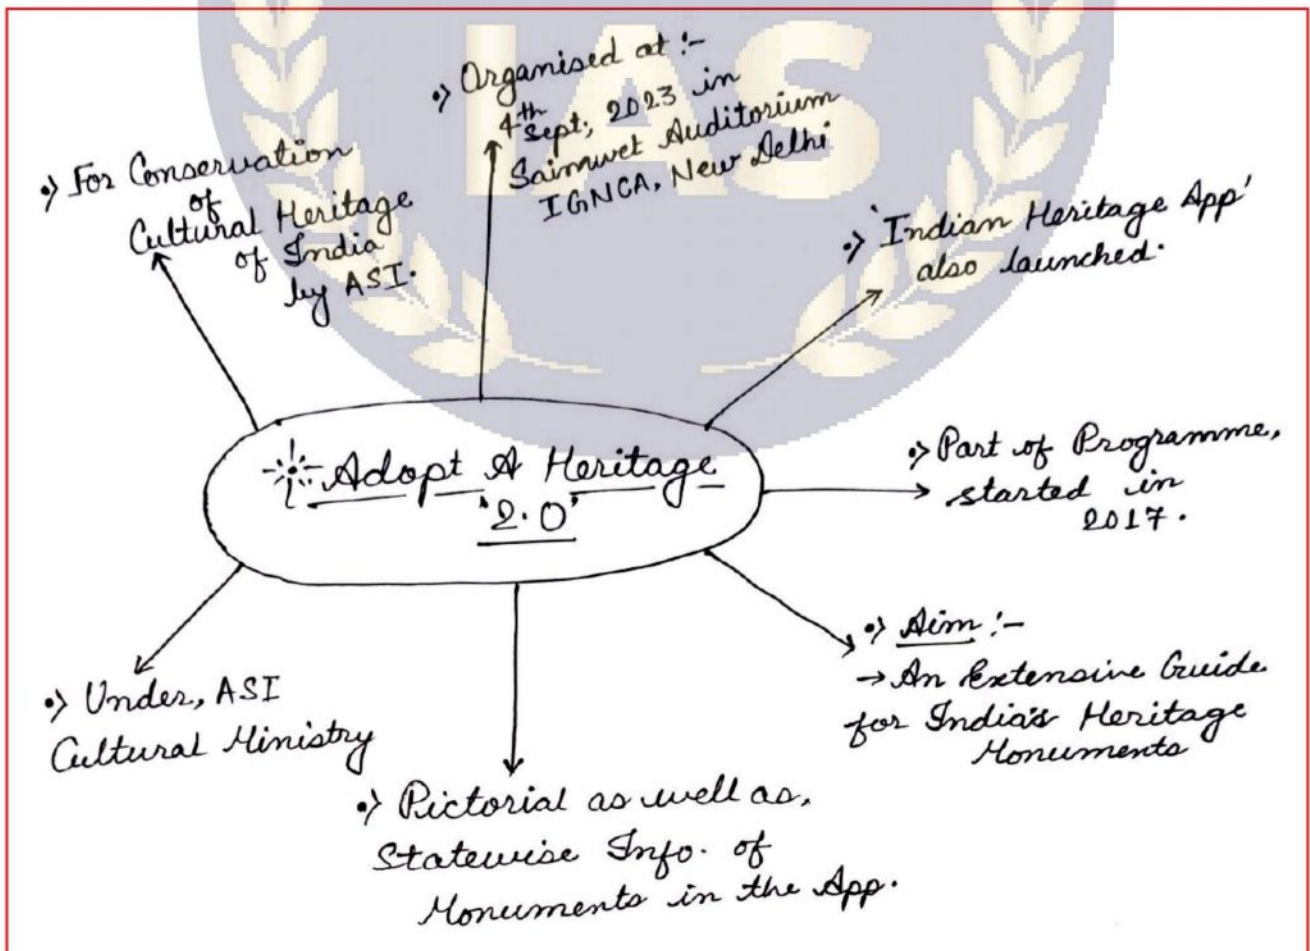 IAS
•) Organised at :-
4th Sept, 2023 in
Saimwet Auditorium
IGNCA, New Delhi
•) For Conservation
of
Cultural Heritage
of India
by ASI.
•) 'Indian Heritage App'
also launched.
Adopt A Heritage
'2.0'
•) Part of Programme,
started in
2017.
•) Aim :-
→ An Extensive Guide
for India's Heritage
Monuments
•) Under, ASI
Cultural Ministry
•) Pictorial as well as,
Statewise Info. of
Monuments in the App.